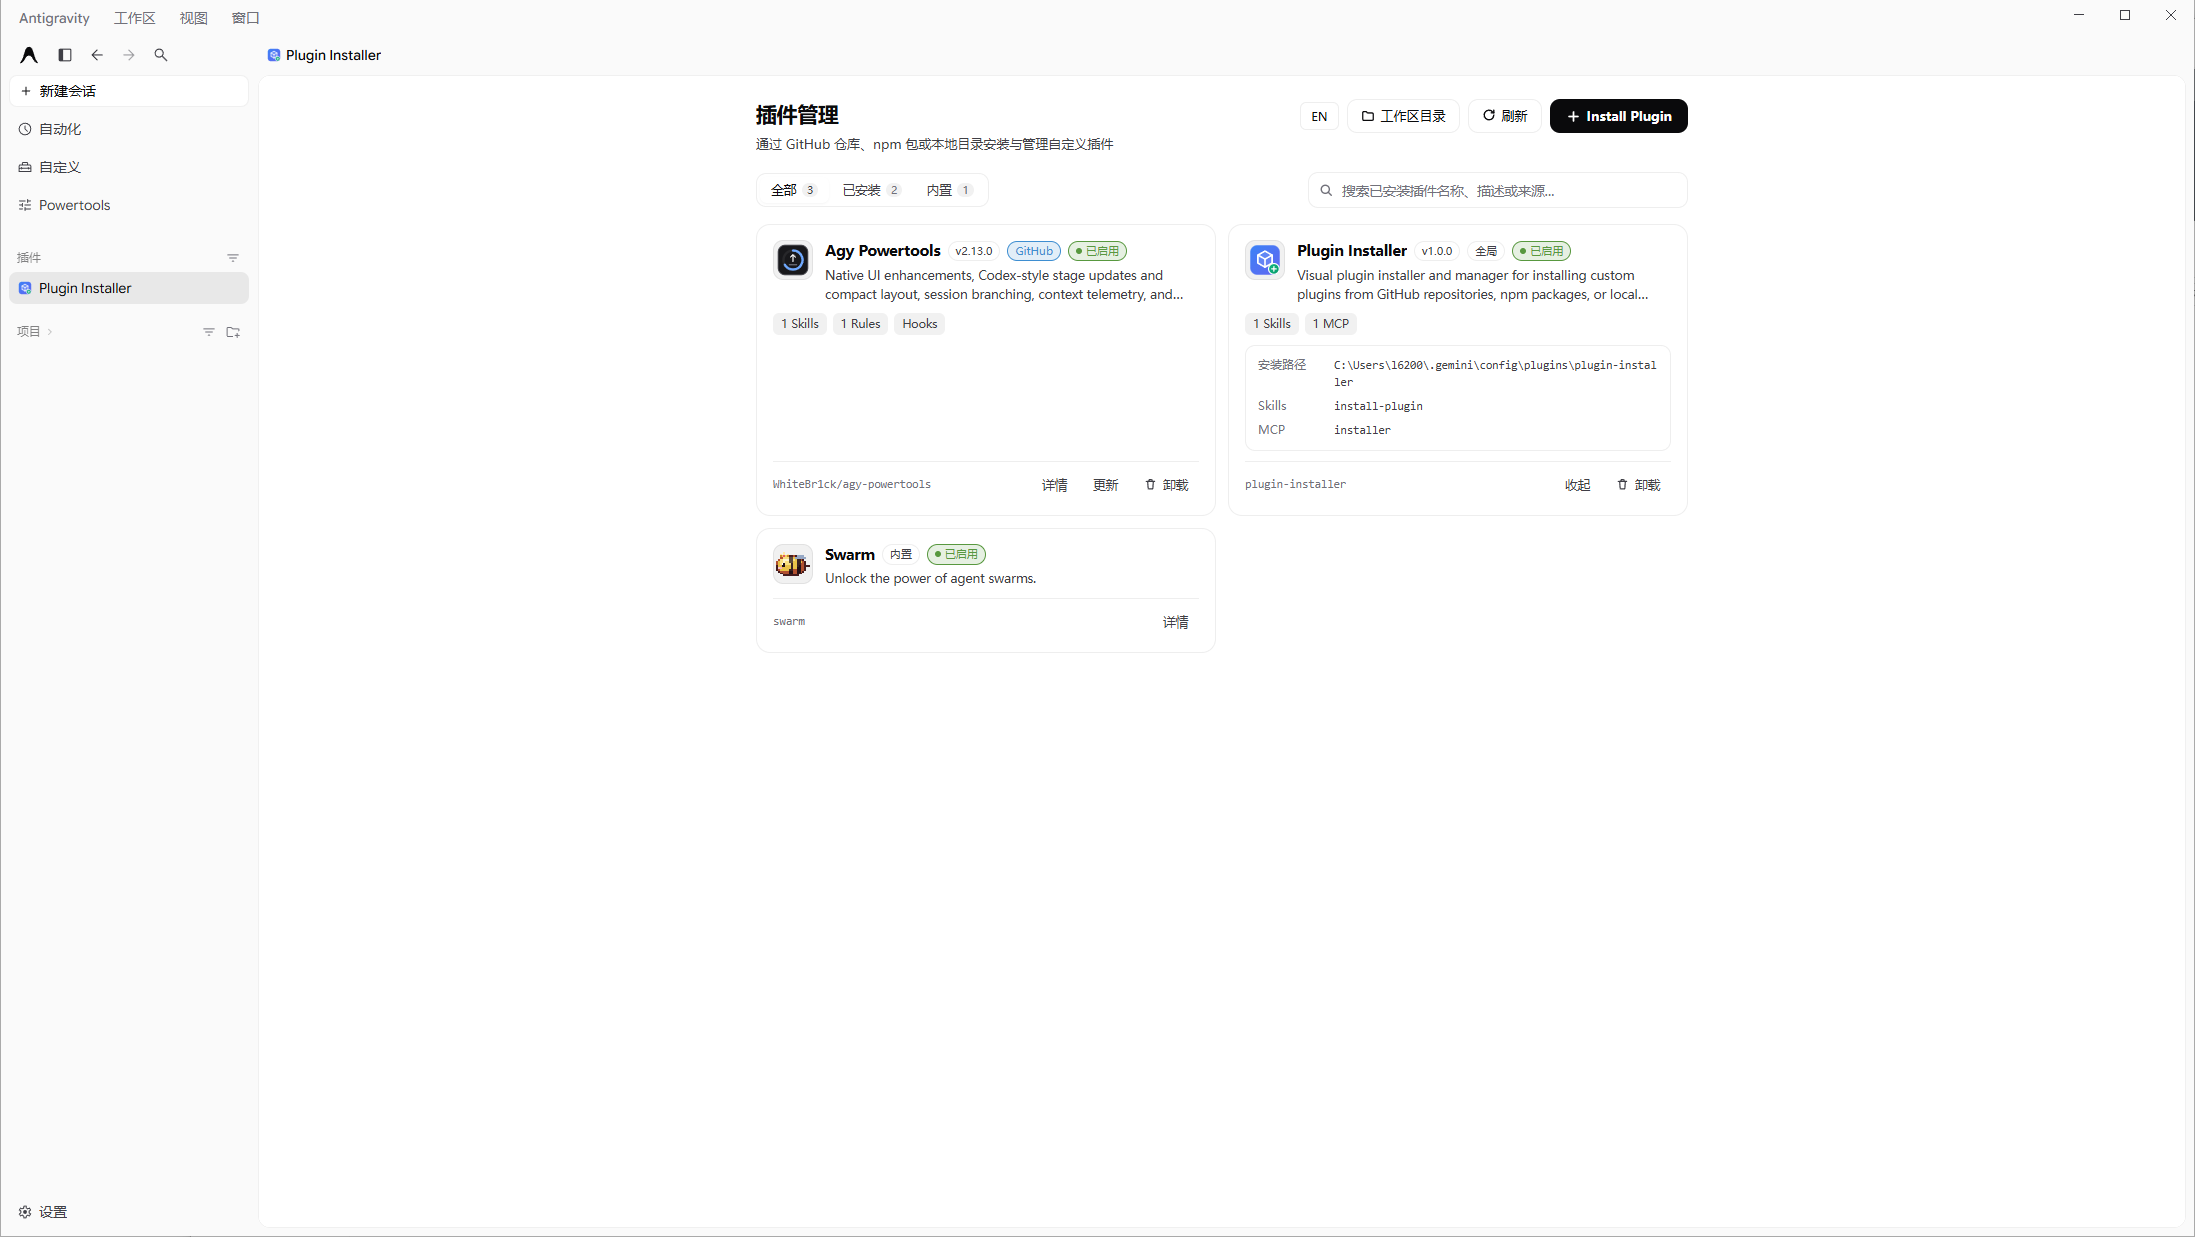 Antigravity 工作区 视图 窗口
Plugin Installer
新建会话
自动化
自定义
Powertools
插件
Plugin Installer
项目
设置
插件管理
EN 工作区目录 刷新 Install Plugin
通过 GitHub 仓库、npm 包或本地目录安装与管理自定义插件
全部 3 已安装 2 内置 1
搜索已安装插件名称、描述或来源...
Agy Powertools v2.13.0 GitHub 已启用
Native UI enhancements, Codex-style stage updates and
compact layout, session branching, context telemetry, and...
1 Skills 1 Rules Hooks
WhiteBr1ck/agy-powertools 详情 更新 卸载
Plugin Installer v1.0.0 全局 已启用
Visual plugin installer and manager for installing custom
plugins from GitHub repositories, npm packages, or local...
1 Skills 1 MCP
安装路径 C:\Users\l6200\.gemini\config\plugins\plugin-instal
ler
Skills install-plugin
MCP installer
plugin-installer 收起 卸载
Swarm 内置 已启用
Unlock the power of agent swarms.
swarm 详情